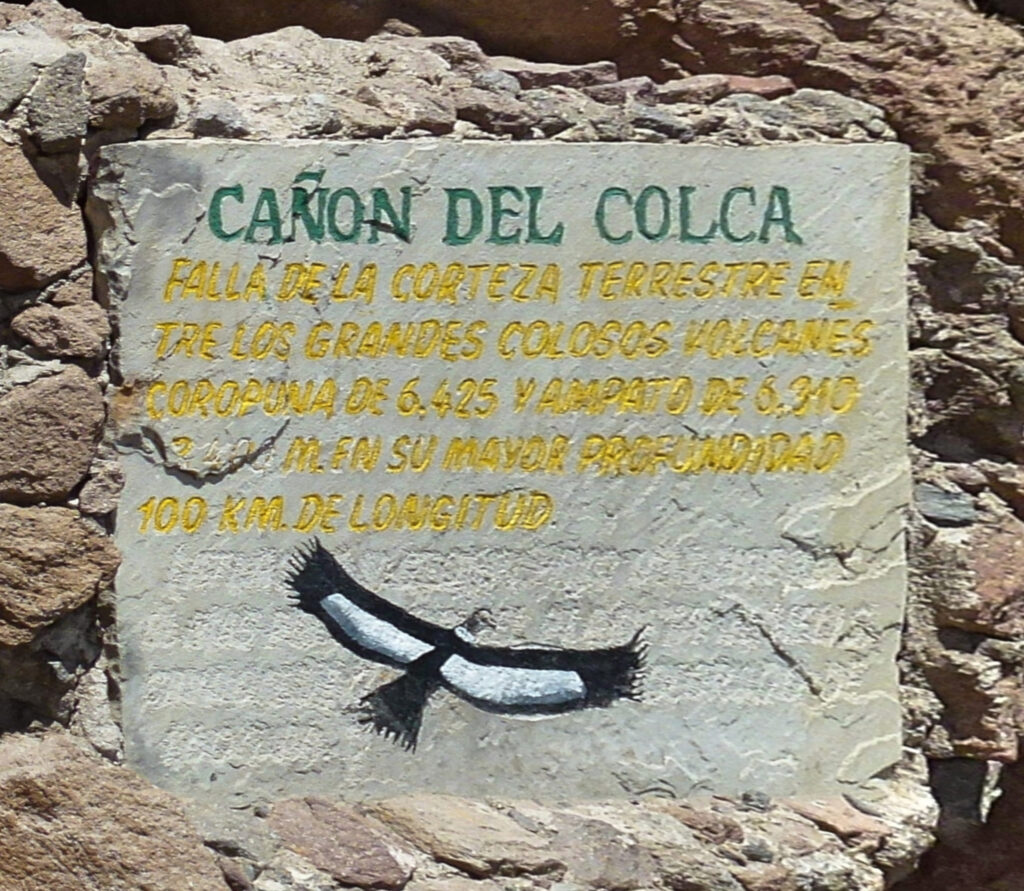 CAÑON DEL COLCA
FALLA DE LA CORTEZA TERRESTRE EN
TRE LOS GRANDES COLOSOS VOLCANES
COROPUNA DE 6.425 Y AMPATO DE 6.310
M. EN SU MAYOR PROFUNDIDAD
100 KM. DE LONGITUD.